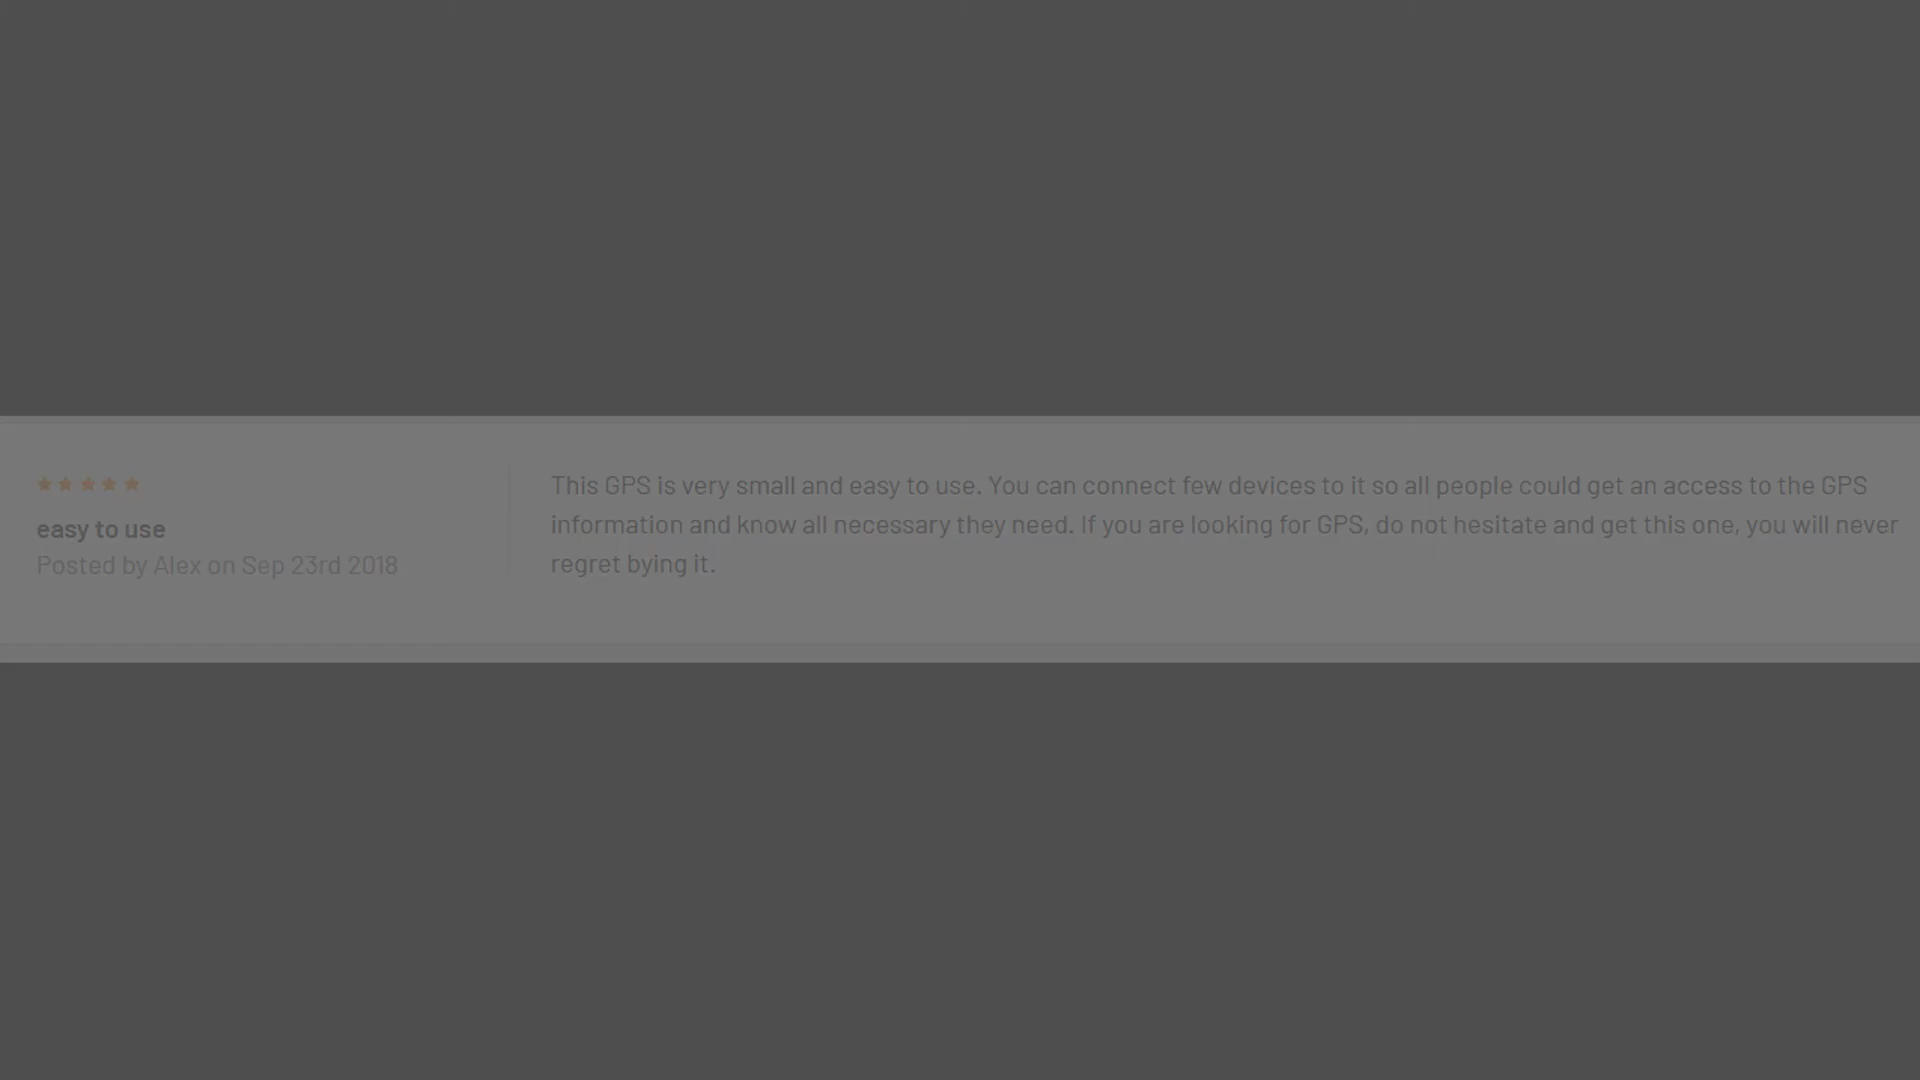 easy to use
Posted by Alex on Sep 23rd 2018
This GPS is very small and easy to use. You can connect few devices to it so all people could get an access to the GPS
information and know all necessary they need. If you are looking for GPS, do not hesitate and get this one, you will never
regret bying it.